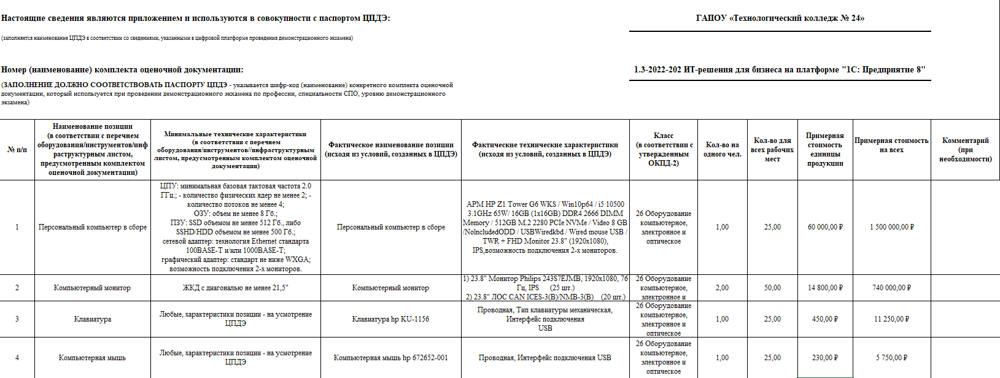 Настоящие сведения являются приложением и используются в совокупности с паспортом ЦПДЭ:
ГАПОУ «Технологический колледж № 24»
(заполняется наименование ЦПДЭ в соответствии со сведениями, указанными в цифровой платформе проведения демонстрационного экзамена)
Номер (наименование) комплекта оценочной документации:
1.3-2022-202 ИТ-решения для бизнеса на платформе "1С: Предприятие 8"
(ЗАПОЛНЕНИЕ ДОЛЖНО СООТВЕТСТВОВАТЬ ПАСПОРТУ ЦПДЭ - указывается шифр-код (наименование) конкретного комплекта оценочной
документации, который используется при проведении демонстрационного экхамена по профессии, специальности СПО, уровню демонстрационного
экзамена)
№ п/п
Наименование позиции
(в соответствии с перечнем
оборудования/инструментов/инф
раструктурным листом,
предусмотренным комплектом
оценочной документации)
Минимальные технические характеристики
(в соответствии с перечнем
оборудования/инструментов//инфраструктурным
листом, предусмотренным комплектом оценочной
документации)
Фактическое наименование позиции
(исходя из условий, созданных в ЦПДЭ)
Фактические технические характеристики
(исходя из условий, созданных в ЦПДЭ)
Класс
(в соответствии с
утвержденным
ОКПД-2)
Кол-во на
одного чел.
Кол-во для
всех рабочих
мест
Примерная
стоимость
единицы
продукции
Примерная стоимость
на всех
Комментарий
(при
необходимости)
1
Персональный компьютер в сборе
ЦПУ: минимальная базовая тактовая частота 2.0
ГГц.; - количество физических ядер не менее 2; -
количество потоков не менее 4;
ОЗУ: объем не менее 8 Гб.;
ПЗУ: SSD объемом не менее 512 Гб., либо
SSHD/HDD объемом не менее 500 Гб.;
сетевой адаптер: технология Ethernet стандарта
100BASE-T и/или 1000BASE-T;
графический адаптер: стандарт не ниже WXGA;
возможность подключения 2-х мониторов.
Персональный компьютер в сборе
АРМ HP Z1 Tower G6 WKS / Win10p64 / i5 10500
3.1GHz 65W/ 16GB (1x16GB) DDR4 2666 DIMM
Memory / 512GB M.2 2280 PCIe NVMe / Video 8 GB
/NoIncludedODD / USBWiredkbd / Wired mouse USB /
TWR + FHD Monitor 23.8" (1920x1080),
IPS,возможность подключения 2-х мониторов.
26 Оборудование
компьютерное,
электронное и
оптическое
1,00
25,00
60 000,00 ₽
1 500 000,00 ₽
2
Компьютерный монитор
ЖКД с диагональю не менее 21,5"
Компьютерный монитор
1) 23.8" Монитор Philips 243S7EJMB, 1920x1080, 76
Гц, IPS (25 шт.)
2) 23.8" ЛОС CAN ICES-3(B)/NMB-3(B) (20 шт.)
26 Оборудование
компьютерное,
электронное и
2,00
50,00
14 800,00 ₽
740 000,00 ₽
3
Клавиатура
Любые, характеристики позиции - на усмотрение
ЦПДЭ
Клавиатура hp KU-1156
Проводная, Тип клавиатуры механическая,
Интерфейс подключения
USB
26 Оборудование
компьютерное,
электронное и
оптическое
1,00
25,00
450,00 ₽
11 250,00 ₽
4
Компьютерная мышь
Любые, характеристики позиции - на усмотрение
ЦПДЭ
Компьютерная мышь hp 672652-001
Проводная, Интерфейс подключения USB
26 Оборудование
компьютерное,
электронное и
оптическое
1,00
25,00
230,00 ₽
5 750,00 ₽